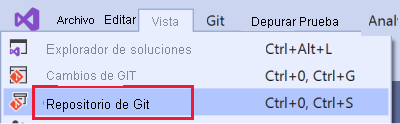 Archivo Editar Vista Git Depurar Prueba Anal
Explorador de soluciones Ctrl+Alt+L
Cambios de GIT Ctrl+0, Ctrl+G
Repositorio de Git Ctrl+0, Ctrl+S